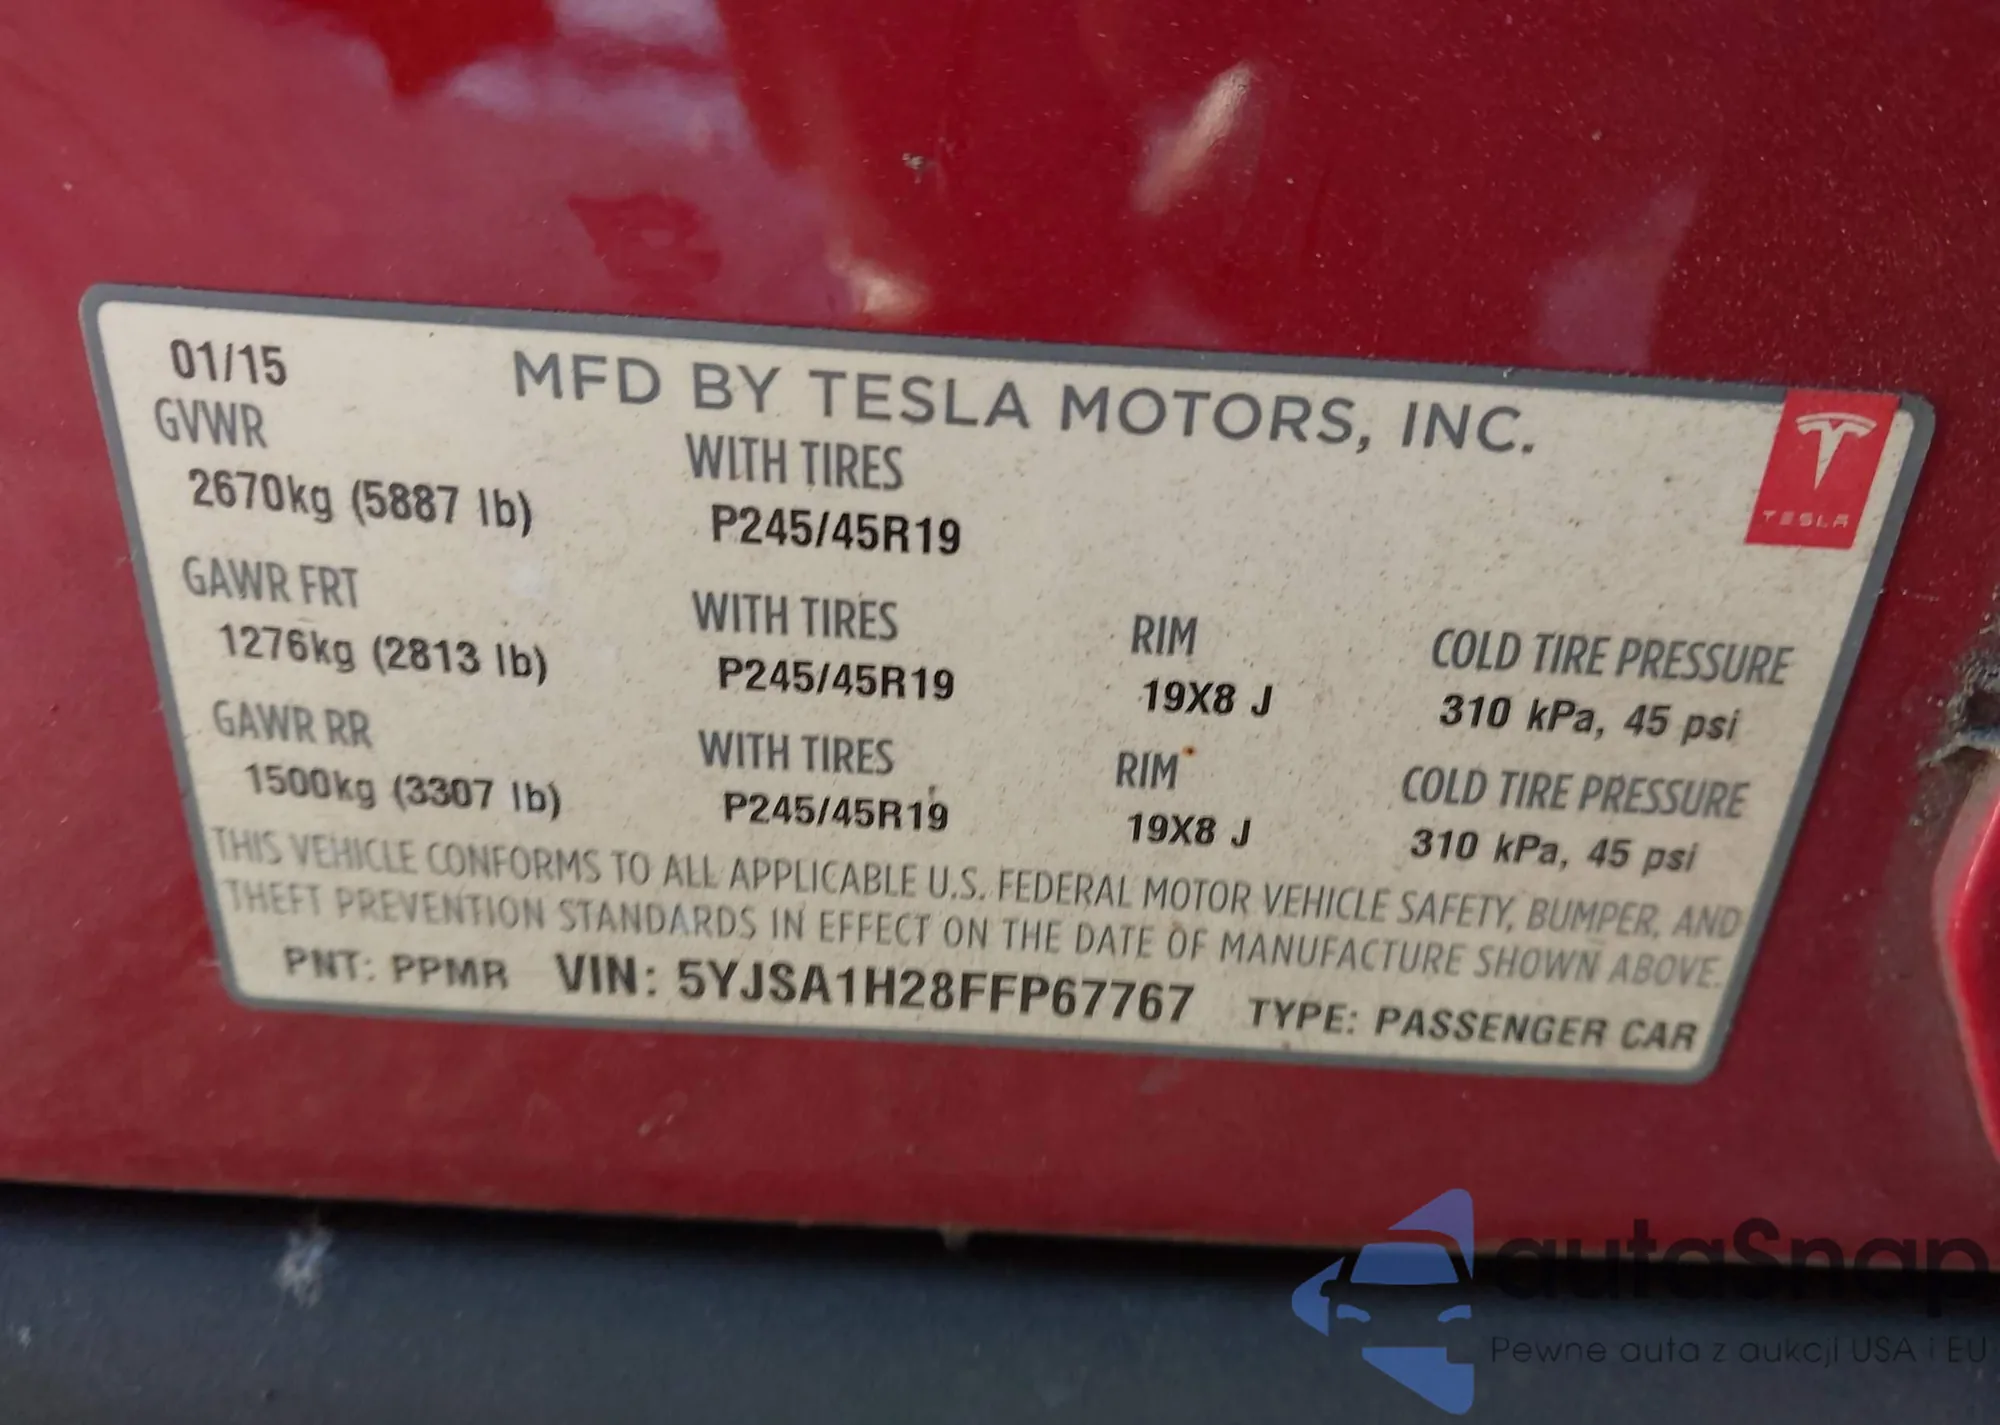 01/15 MFD BY TESLA MOTORS, INC.
GVWR WITH TIRES
2670kg (5887 lb) P245/45R19
TESLA
GAWR FRT WITH TIRES RIM COLD TIRE PRESSURE
1276kg (2813 lb) P245/45R19 19X8 J 310 kPa, 45 psi
GAWR RR WITH TIRES RIM COLD TIRE PRESSURE
1500kg (3307 lb) P245/45R19 19X8 J 310 kPa, 45 psi
THIS VEHICLE CONFORMS TO ALL APPLICABLE U.S. FEDERAL MOTOR VEHICLE SAFETY, BUMPER, AND
THEFT PREVENTION STANDARDS IN EFFECT ON THE DATE OF MANUFACTURE SHOWN ABOVE.
PNT: PPMR VIN: 5YJSA1H28FFP67767 TYPE: PASSENGER CAR
autaSnap
Pewne auta z aukcji USA i EU